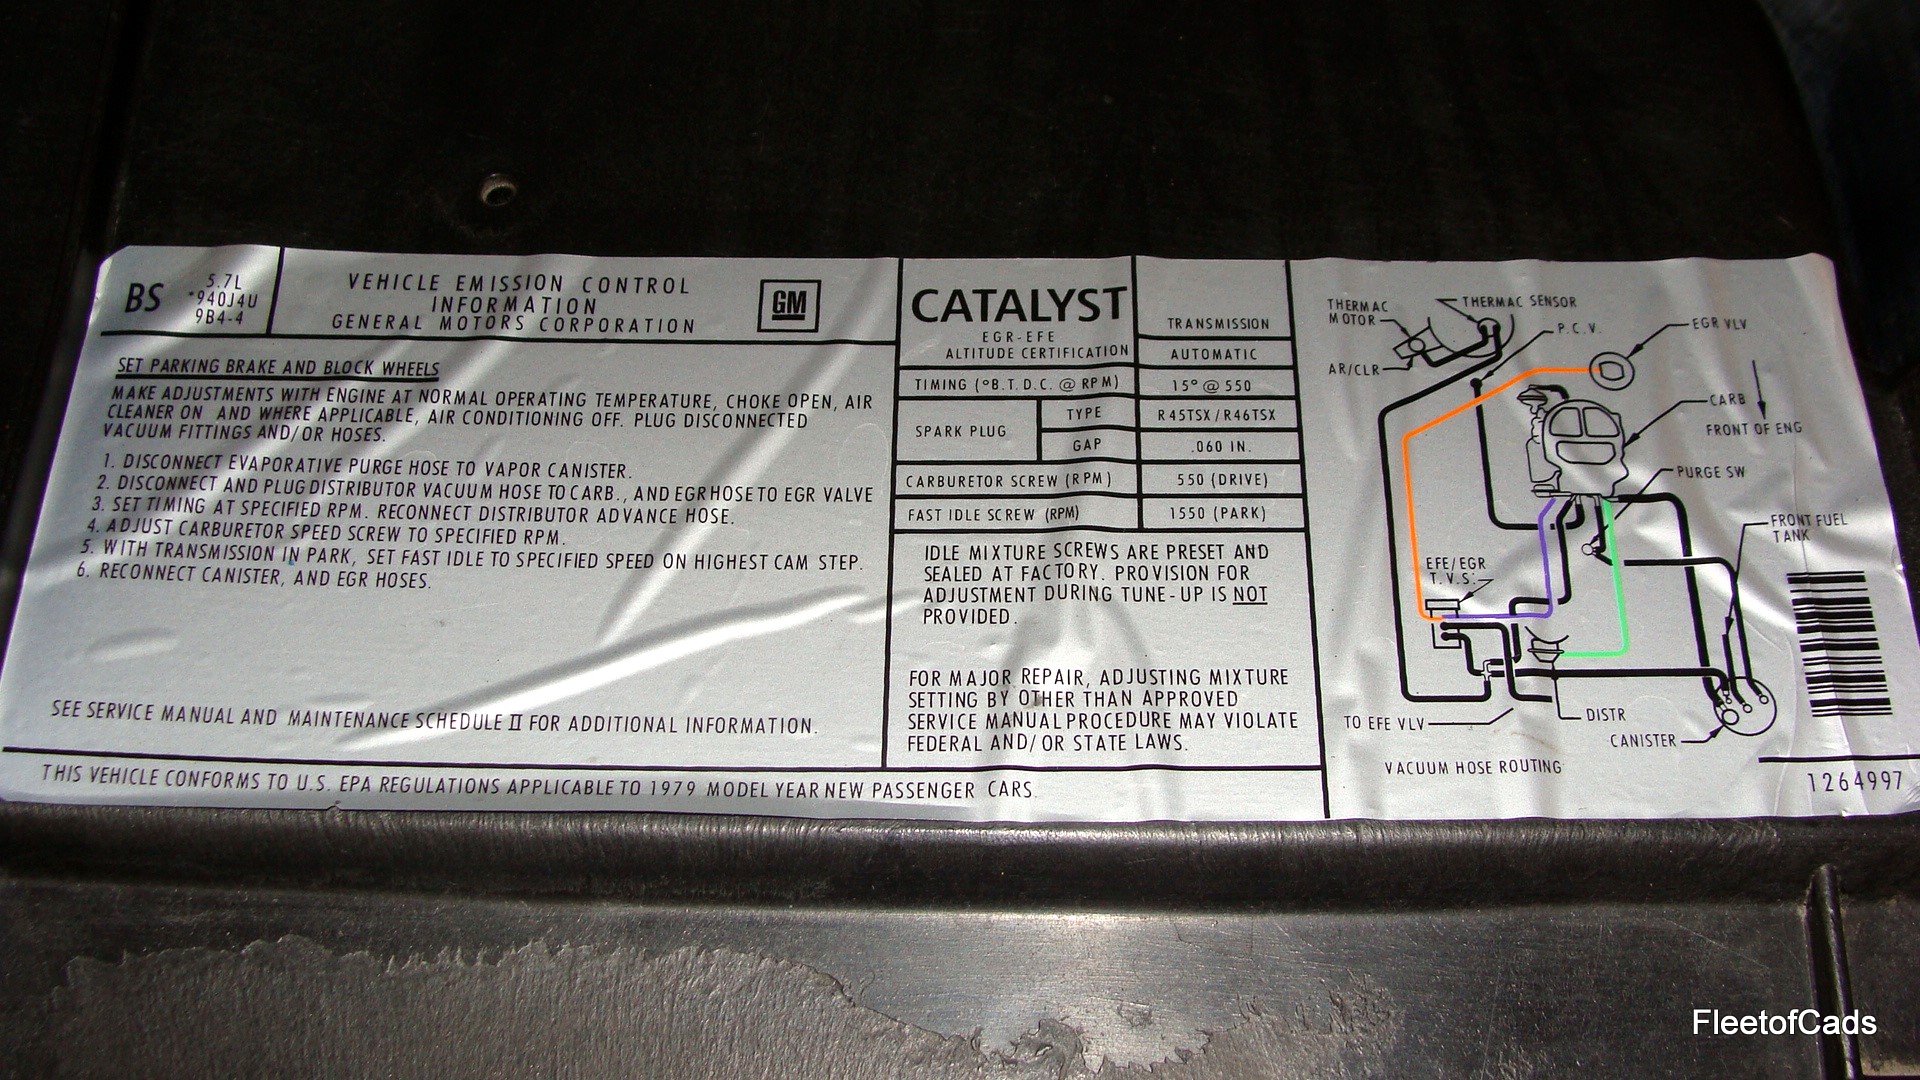 BS
5.7L
*940J4U
9B4-4
VEHICLE EMISSION CONTROL
INFORMATION
GENERAL MOTORS CORPORATION
GM
SET PARKING BRAKE AND BLOCK WHEELS
MAKE ADJUSTMENTS WITH ENGINE AT NORMAL OPERATING TEMPERATURE, CHOKE OPEN, AIR
CLEANER ON AND WHERE APPLICABLE, AIR CONDITIONING OFF. PLUG DISCONNECTED
VACUUM FITTINGS AND/OR HOSES.
1. DISCONNECT EVAPORATIVE PURGE HOSE TO VAPOR CANISTER.
2. DISCONNECT AND PLUG DISTRIBUTOR VACUUM HOSE TO CARB., AND EGR HOSE TO EGR VALVE
3. SET TIMING AT SPECIFIED RPM. RECONNECT DISTRIBUTOR ADVANCE HOSE.
4. ADJUST CARBURETOR SPEED SCREW TO SPECIFIED RPM.
5. WITH TRANSMISSION IN PARK, SET FAST IDLE TO SPECIFIED SPEED ON HIGHEST CAM STEP.
6. RECONNECT CANISTER, AND EGR HOSES.
SEE SERVICE MANUAL AND MAINTENANCE SCHEDULE II FOR ADDITIONAL INFORMATION.
THIS VEHICLE CONFORMS TO U.S. EPA REGULATIONS APPLICABLE TO 1979 MODEL YEAR NEW PASSENGER CARS.
CATALYST
EGR-EFE
ALTITUDE CERTIFICATION
TRANSMISSION
AUTOMATIC
TIMING (°B.T.D.C. @ RPM) 15° @ 550
SPARK PLUG
TYPE R45TSX/R46TSX
GAP .060 IN.
CARBURETOR SCREW (RPM) 550 (DRIVE)
FAST IDLE SCREW (RPM) 1550 (PARK)
IDLE MIXTURE SCREWS ARE PRESET AND
SEALED AT FACTORY. PROVISION FOR
ADJUSTMENT DURING TUNE-UP IS NOT
PROVIDED.
FOR MAJOR REPAIR, ADJUSTING MIXTURE
SETTING BY OTHER THAN APPROVED
SERVICE MANUAL PROCEDURE MAY VIOLATE
FEDERAL AND/OR STATE LAWS.
THERMAC
MOTOR
THERMAC SENSOR
P.C.V.
EGR VLV
AR/CLR
CARB
FRONT OF ENG
PURGE SW
FRONT FUEL
TANK
EFE/EGR
T.V.S.
TO EFE VLV
DISTR
CANISTER
VACUUM HOSE ROUTING
1264997
FleetofCads